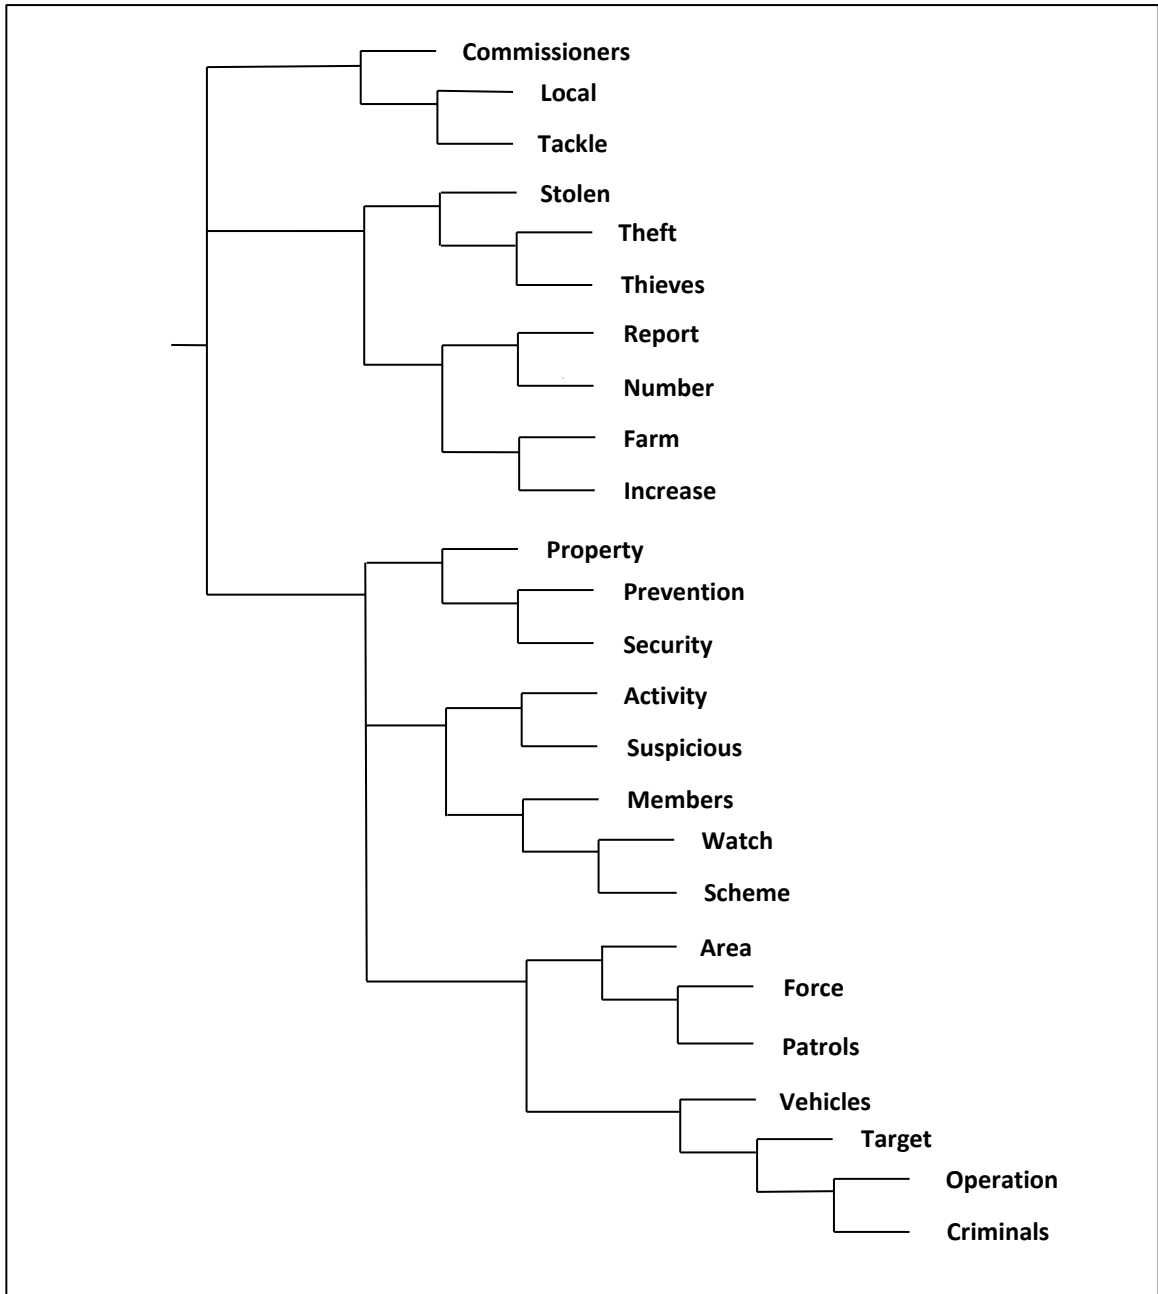 Commissioners
Local
Tackle
Stolen
Theft
Thieves
Report
Number
Farm
Increase
Property
Prevention
Security
Activity
Suspicious
Members
Watch
Scheme
Area
Force
Patrols
Vehicles
Target
Operation
Criminals